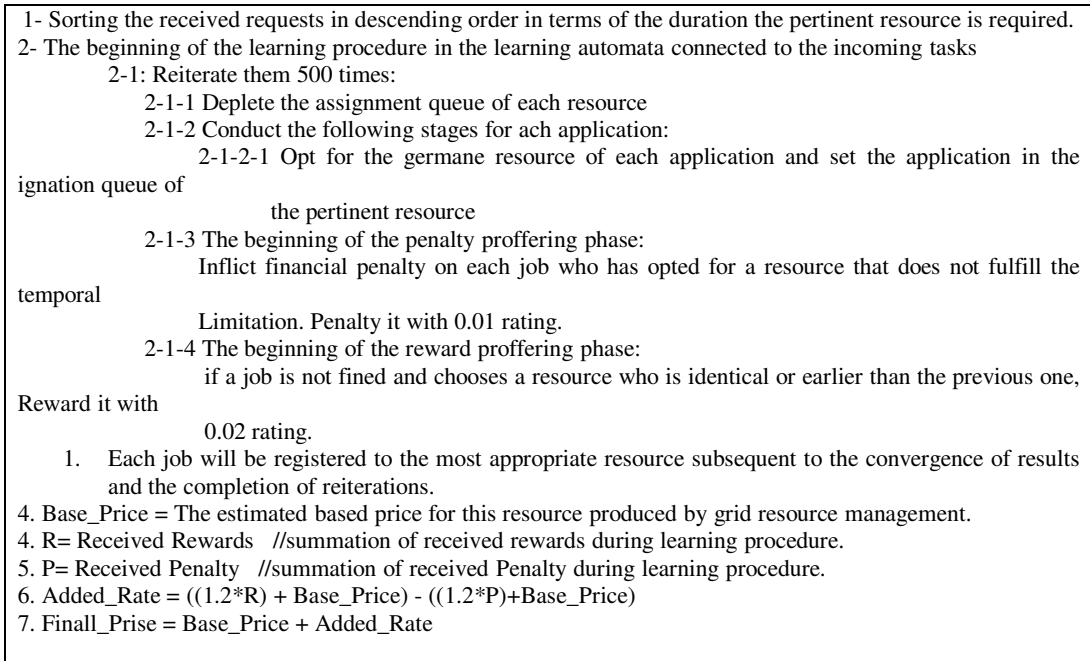 1- Sorting the received requests in descending order in terms of the duration the pertinent resource is required.
2- The beginning of the learning procedure in the learning automata connected to the incoming tasks
2-1: Reiterate them 500 times:
2-1-1 Deplete the assignment queue of each resource
2-1-2 Conduct the following stages for ach application:
2-1-2-1 Opt for the germane resource of each application and set the application in the
ignation queue of
the pertinent resource
2-1-3 The beginning of the penalty proffering phase:
Inflict financial penalty on each job who has opted for a resource that does not fulfill the
temporal
Limitation. Penalty it with 0.01 rating.
2-1-4 The beginning of the reward proffering phase:
if a job is not fined and chooses a resource who is identical or earlier than the previous one,
Reward it with
0.02 rating.
1. Each job will be registered to the most appropriate resource subsequent to the convergence of results
and the completion of reiterations.
4. Base_Price = The estimated based price for this resource produced by grid resource management.
4. R= Received Rewards //summation of received rewards during learning procedure.
5. P= Received Penalty //summation of received Penalty during learning procedure.
6. Added_Rate = ((1.2*R) + Base_Price) - ((1.2*P)+Base_Price)
7. Finall_Prise = Base_Price + Added_Rate